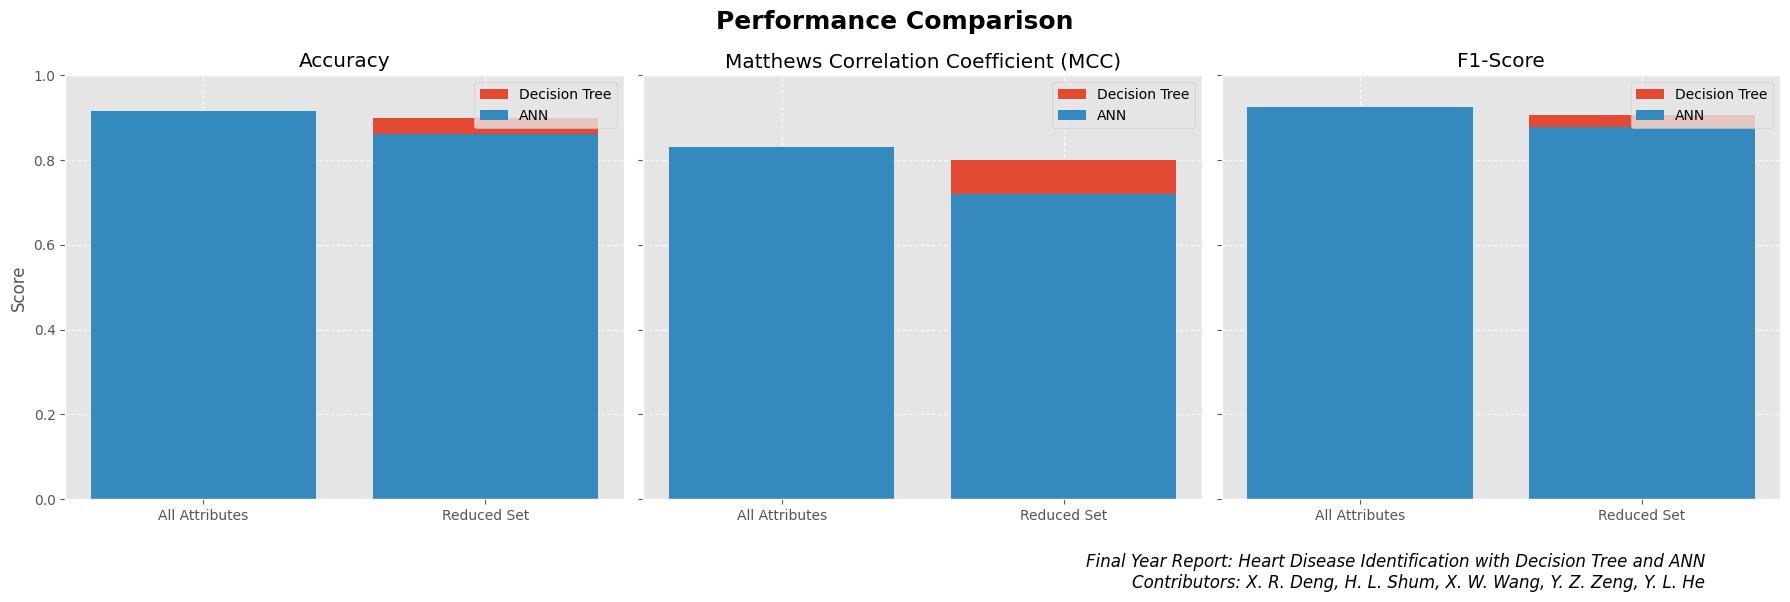 Performance Comparison
Accuracy
Matthews Correlation Coefficient (MCC)
F1-Score
1.0
0.8
0.6
0.4
0.2
0.0
Score
Decision Tree
ANN
Decision Tree
ANN
Decision Tree
ANN
All Attributes
Reduced Set
All Attributes
Reduced Set
All Attributes
Reduced Set
Final Year Report: Heart Disease Identification with Decision Tree and ANN
Contributors: X. R. Deng, H. L. Shum, X. W. Wang, Y. Z. Zeng, Y. L. He